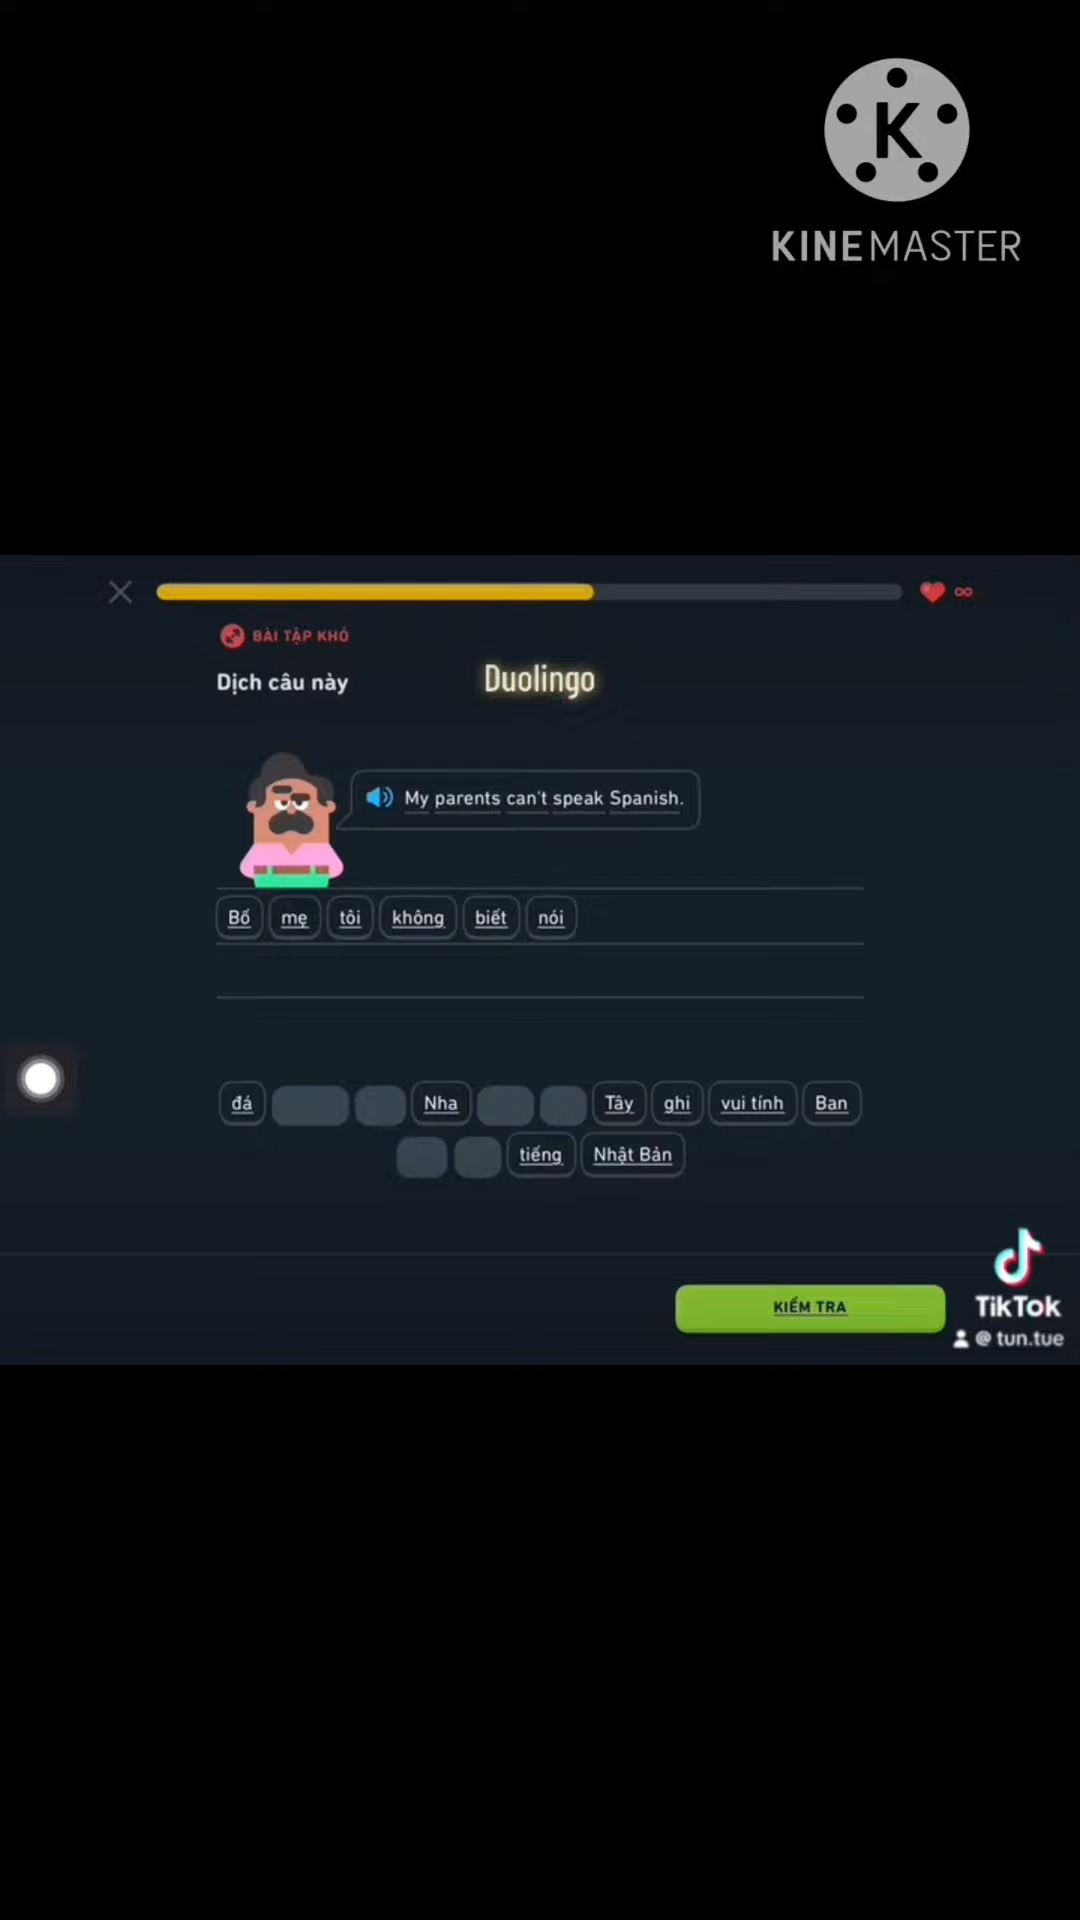 K
KINEMASTER
∞
BÀI TẬP KHÓ
Dịch câu này
Duolingo
My parents can't speak Spanish.
Bố mẹ tôi không biết nói
đá Nha Tây ghi vui tính Ban
tiếng Nhật Bản
KIỂM TRA
TikTok
@ tun.tue